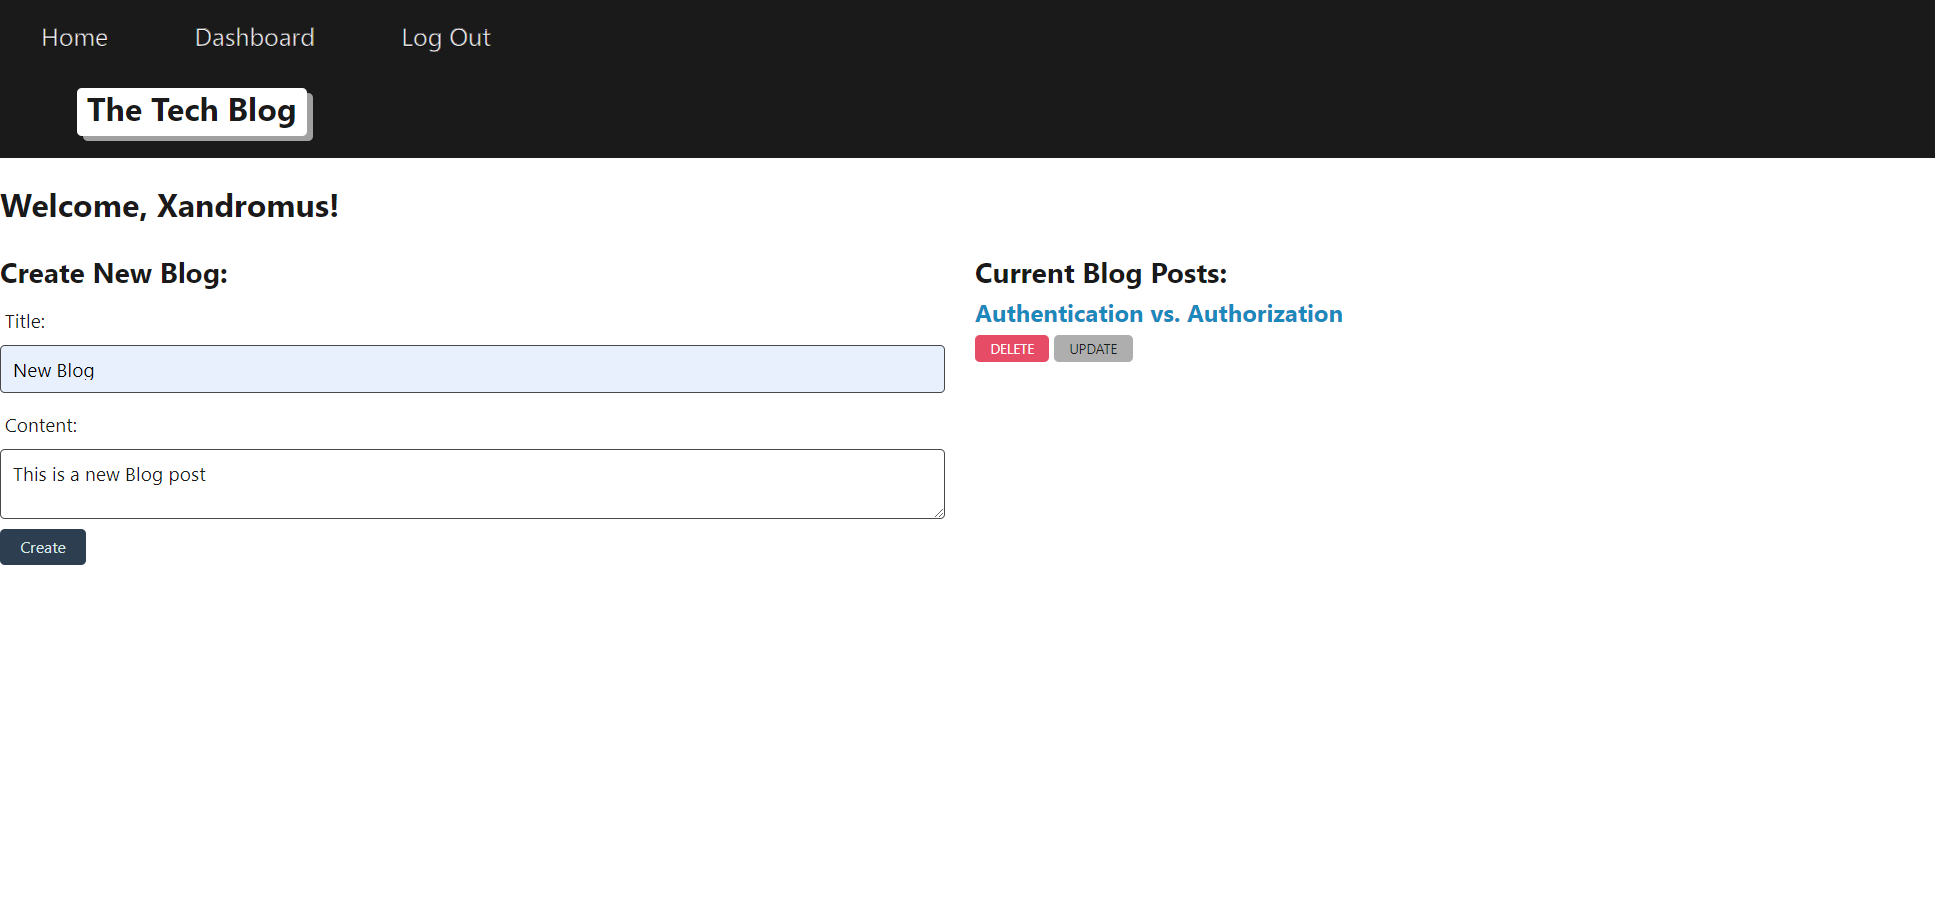 Home Dashboard Log Out
The Tech Blog
Welcome, Xandromus!
Create New Blog:
Title:
New Blog
Content:
This is a new Blog post
Create
Current Blog Posts:
Authentication vs. Authorization
DELETE UPDATE